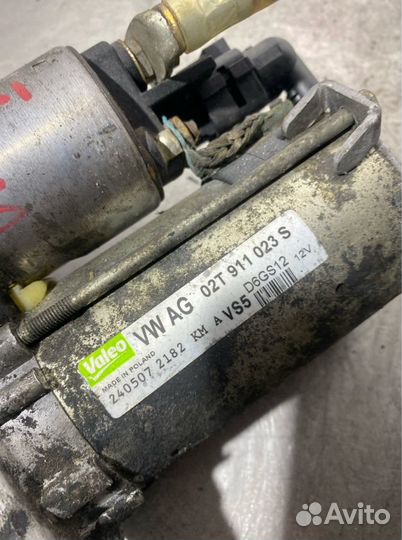 Valeo
VW AG 02T 911 023 S
MADE IN POLAND
D6GS12 12V
240507 2182 KM A VS5
Avito